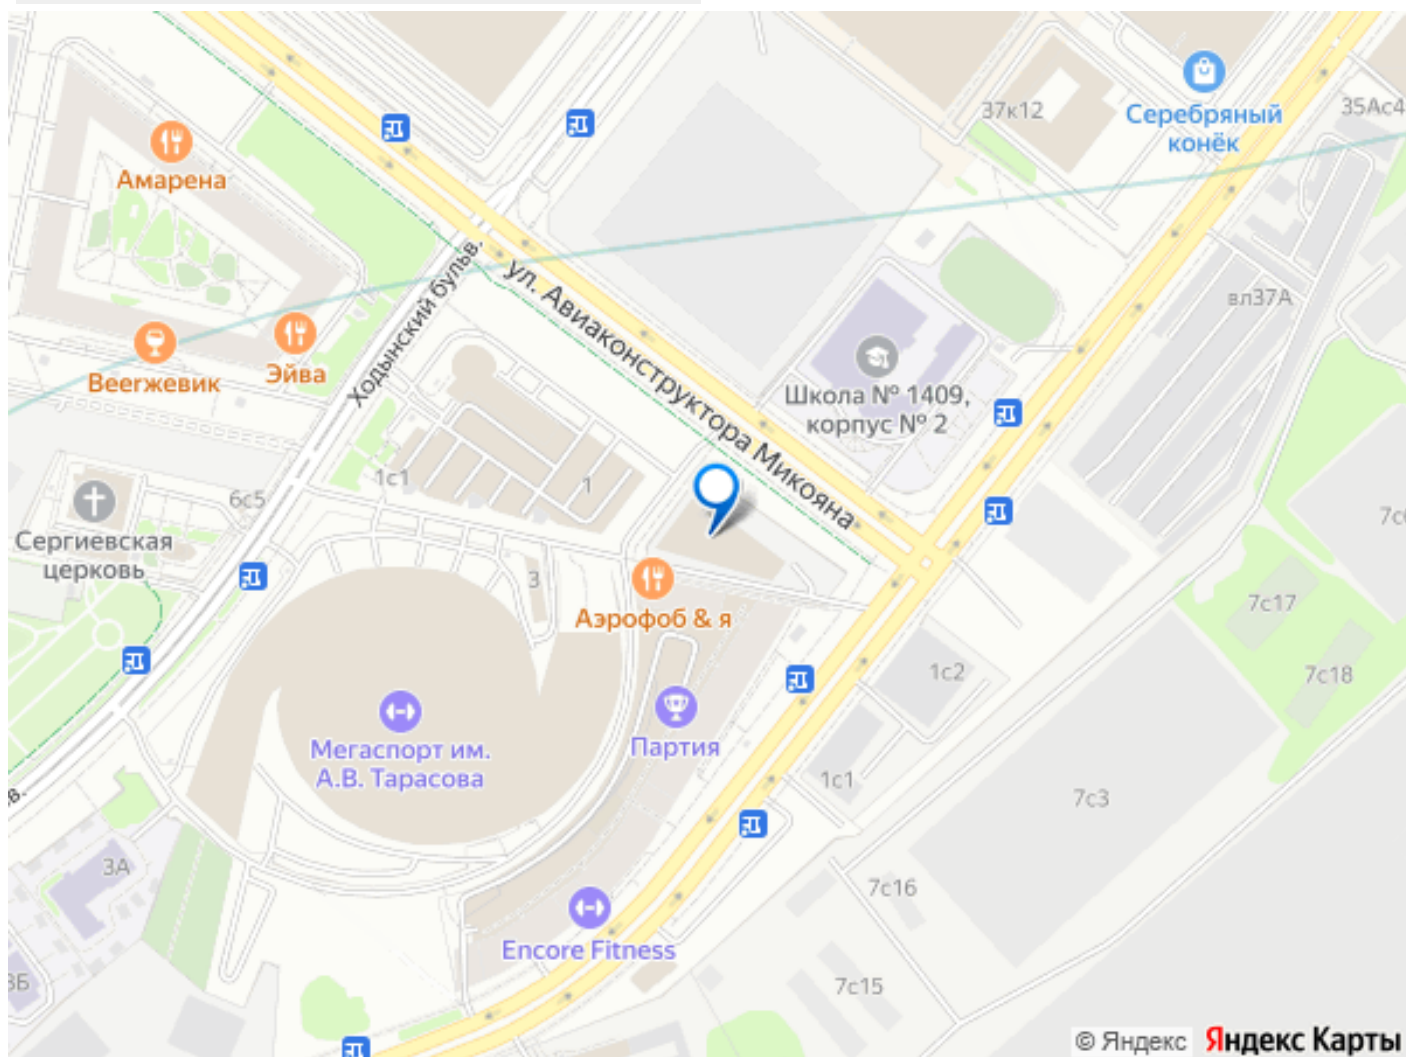 37к12
Серебряный
конёк
35Ас4
Амарена
ул. Авиаконструктора Микояна
Ходынский бульв.
вл37А
Веегжевик
Эйва
Школа № 1409,
корпус № 2
1с1
1
6с5
Сергиевская
церковь
3
Аэрофоб & я
7с17
1с2
7с18
Мегаспорт им.
А.В. Тарасова
Партия
1с1
7с3
3А
7с16
Encore Fitness
7с15
© Яндекс Яндекс Карты